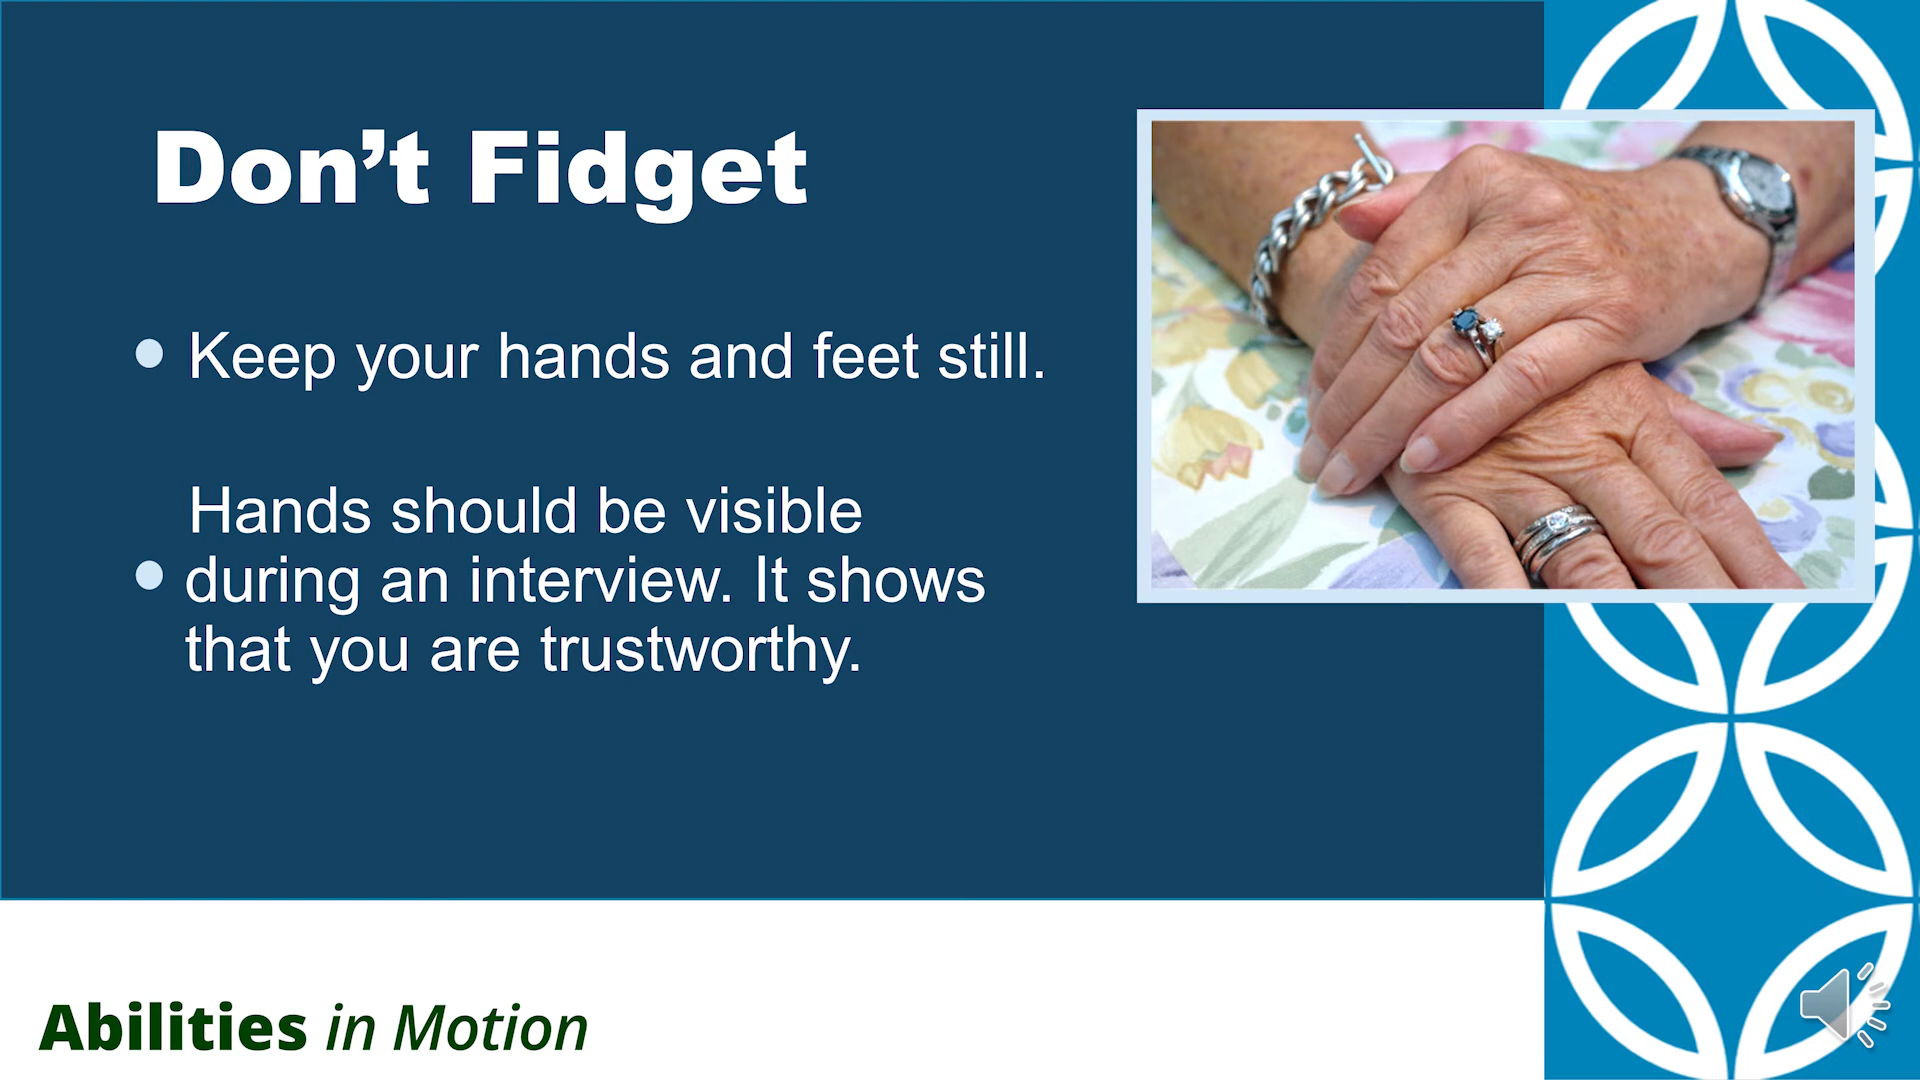 Don’t Fidget
Keep your hands and feet still.
Hands should be visible
during an interview. It shows
that you are trustworthy.
Abilities in Motion